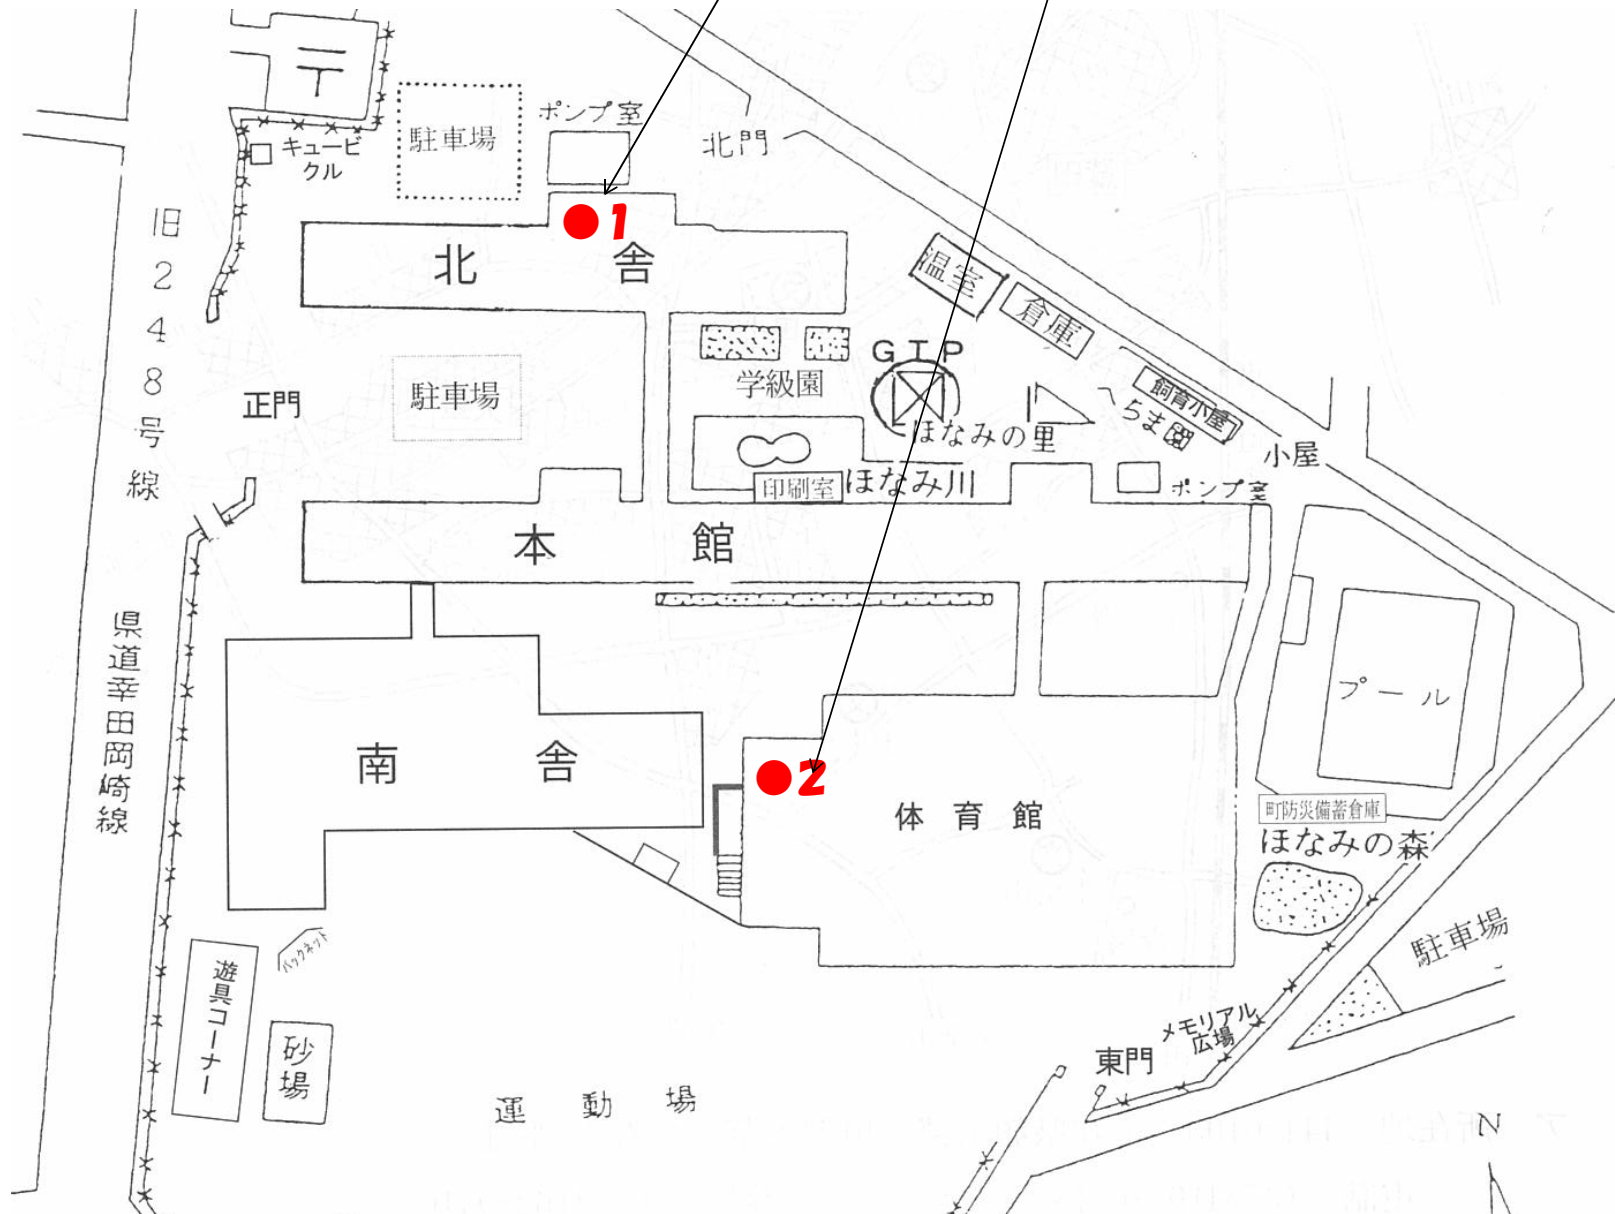 〒
駐車場
ポンプ室
キュービ
クル
北門
旧248号線
1
北舎
温室
倉庫
GTP
学級園
駐車場
正門
飼育小屋
へちま園
ほなみの里
小屋
印刷室
ほなみ川
ポンプ室
本館
県道幸田岡崎線
プール
南舎
2
体育館
町防災備蓄倉庫
ほなみの森
駐車場
バックネット
遊具コーナー
砂場
メモリアル
広場
東門
運動場
N